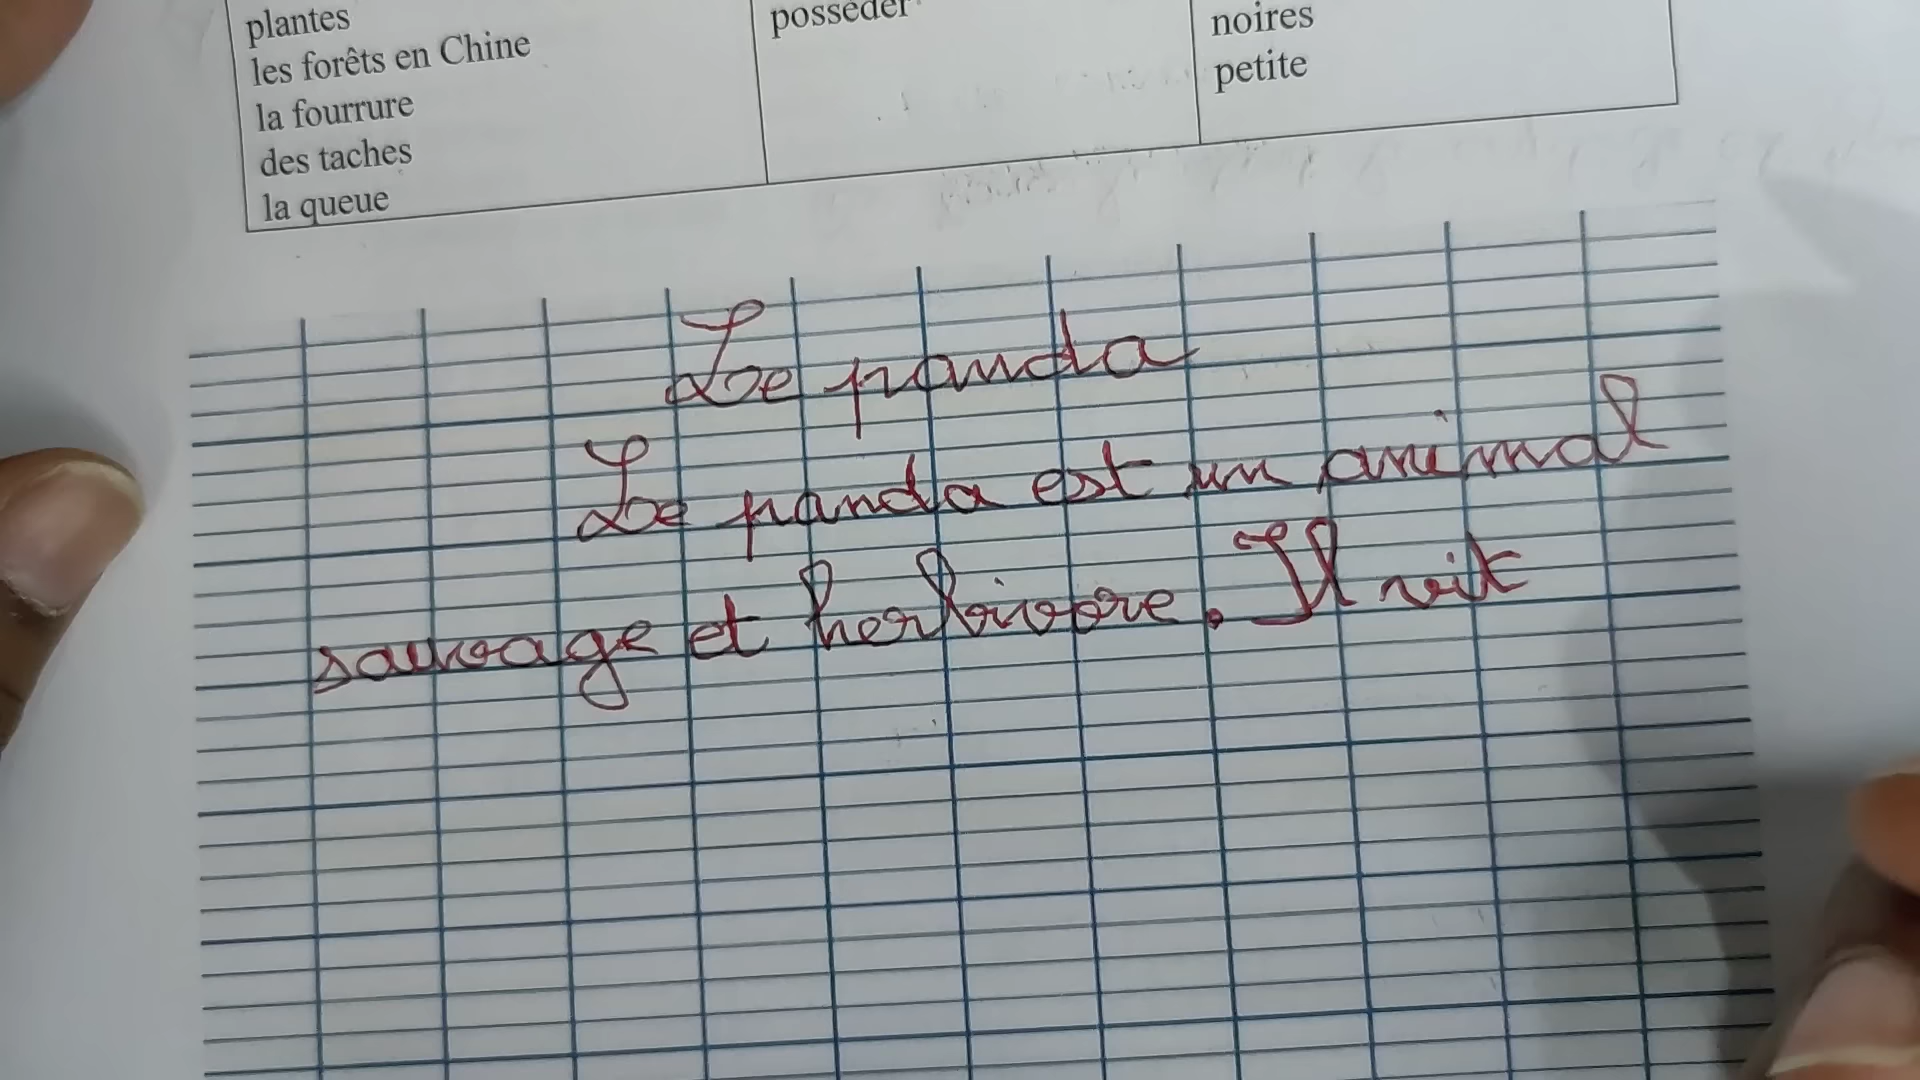 plantes posséder noires
les forêts en Chine petite
la fourrure
des taches
la queue
Le panda
Le panda est un animal
sauvage et herbivore. Il vit